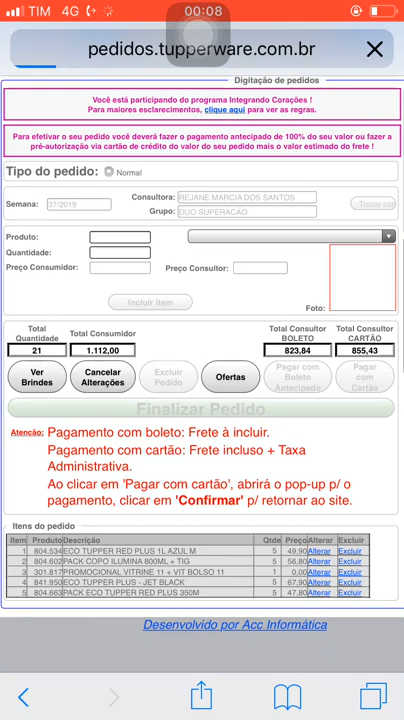 TIM 4G 00:08
pedidos.tupperware.com.br
Digitação de pedidos
Você está participando do programa Integrando Corações !
Para maiores esclarecimentos, clique aqui para ver as regras.
Para efetivar o seu pedido você deverá fazer o pagamento antecipado de 100% do seu valor ou fazer a
pré-autorização via cartão de crédito do valor do seu pedido mais o valor estimado do frete !
Tipo do pedido: Normal
Semana: 37/2019
Consultora: REJANE MARCIA DOS SANTOS
Grupo: DUO SUPERACAO
Trocar con
Produto:
Quantidade:
Preço Consumidor:
Preço Consultor:
Incluir item
Foto:
Total Quantidade
21
Total Consumidor
1.112,00
Total Consultor BOLETO
823,84
Total Consultor CARTÃO
855,43
Ver Brindes
Cancelar Alterações
Excluir Pedido
Ofertas
Pagar com Boleto Antecipado
Pagar com Cartão
Finalizar Pedido
Atenção: Pagamento com boleto: Frete à incluir.
Pagamento com cartão: Frete incluso + Taxa
Administrativa.
Ao clicar em 'Pagar com cartão', abrirá o pop-up p/ o
pagamento, clicar em 'Confirmar' p/ retornar ao site.
Itens do pedido
Item Produto Descrição Qtde Preço Alterar Excluir
1 804.534 ECO TUPPER RED PLUS 1L AZUL M 5 49,90 Alterar Excluir
2 804.602 PACK COPO ILUMINA 800ML + TIG 5 56,80 Alterar Excluir
3 301.817 PROMOCIONAL VITRINE 11 + VIT BOLSO 11 1 0,00 Alterar Excluir
4 841.950 ECO TUPPER PLUS - JET BLACK 5 67,90 Alterar Excluir
5 804.663 PACK ECO TUPPER RED PLUS 350M 5 47,80 Alterar Excluir
Desenvolvido por Acc Informática